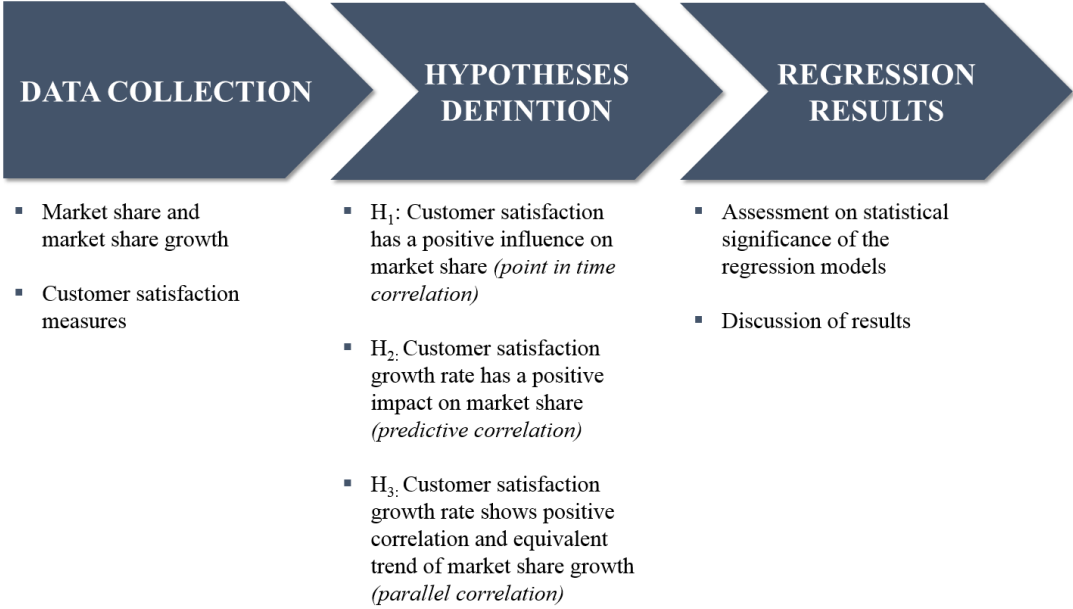 DATA COLLECTION
▪ Market share and
market share growth
▪ Customer satisfaction
measures
HYPOTHESES
DEFINTION
▪ H₁: Customer satisfaction
has a positive influence on
market share (point in time
correlation)
▪ H₂: Customer satisfaction
growth rate has a positive
impact on market share
(predictive correlation)
▪ H₃: Customer satisfaction
growth rate shows positive
correlation and equivalent
trend of market share growth
(parallel correlation)
REGRESSION
RESULTS
▪ Assessment on statistical
significance of the
regression models
▪ Discussion of results